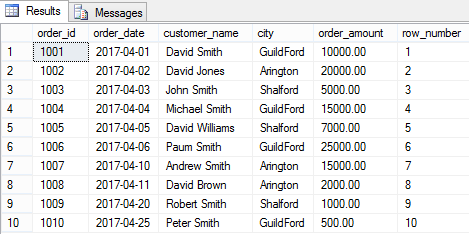 Results Messages
order_id order_date customer_name city order_amount row_number
1 1001 2017-04-01 David Smith GuildFord 10000.00 1
2 1002 2017-04-02 David Jones Arington 20000.00 2
3 1003 2017-04-03 John Smith Shalford 5000.00 3
4 1004 2017-04-04 Michael Smith GuildFord 15000.00 4
5 1005 2017-04-05 David Williams Shalford 7000.00 5
6 1006 2017-04-06 Paum Smith GuildFord 25000.00 6
7 1007 2017-04-10 Andrew Smith Arington 15000.00 7
8 1008 2017-04-11 David Brown Arington 2000.00 8
9 1009 2017-04-20 Robert Smith Shalford 1000.00 9
10 1010 2017-04-25 Peter Smith GuildFord 500.00 10